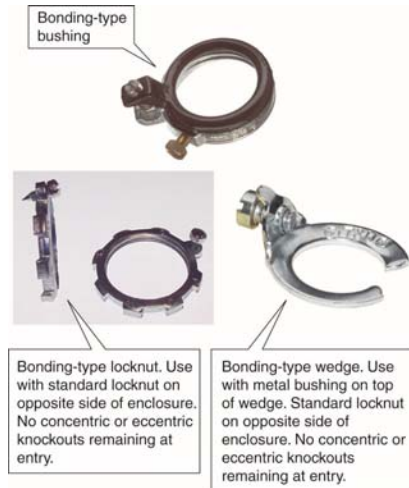 Bonding-type
bushing
Bonding-type locknut. Use
with standard locknut on
opposite side of enclosure.
No concentric or eccentric
knockouts remaining at
entry.
Bonding-type wedge. Use
with metal bushing on top
of wedge. Standard locknut
on opposite side of
enclosure. No concentric or
eccentric knockouts
remaining at entry.